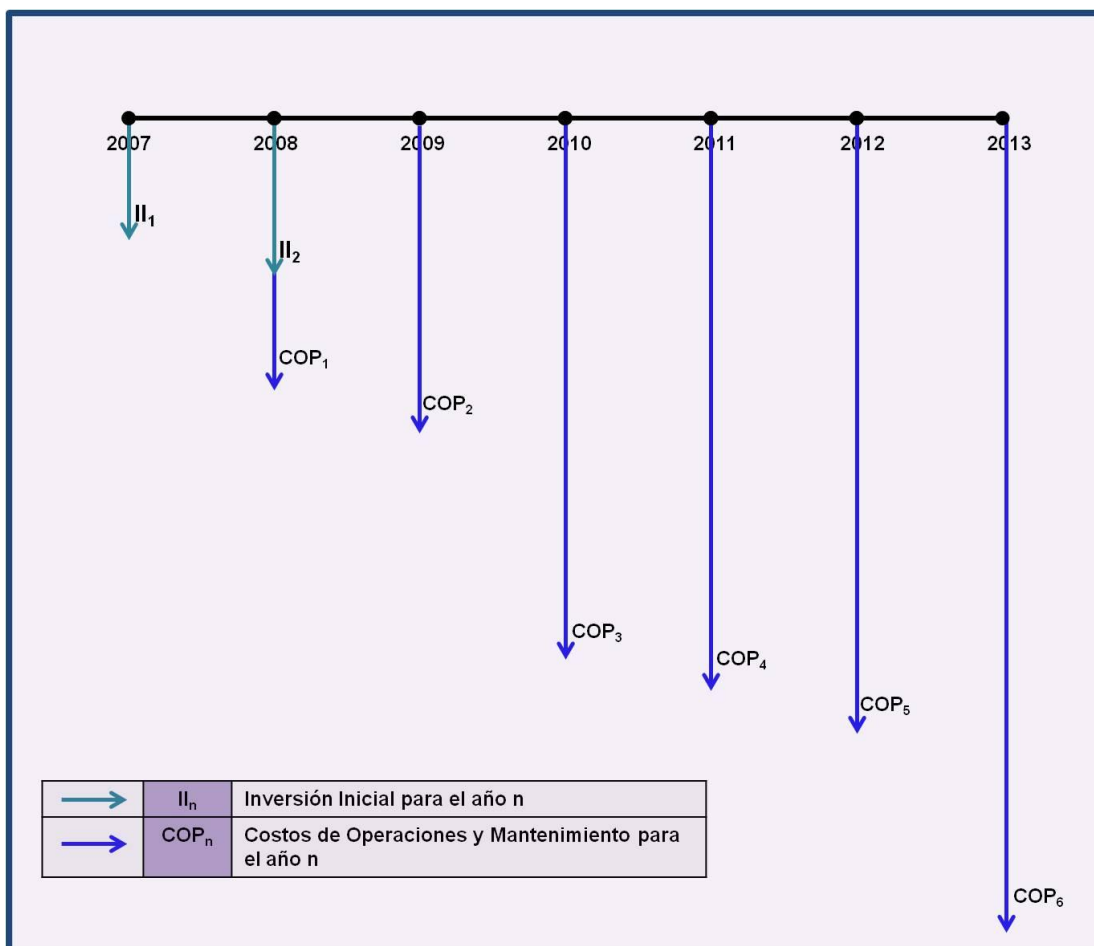 2007 2008 2009 2010 2011 2012 2013
II₁
II₂
COP₁
COP₂
COP₃
COP₄
COP₅
IIₙ Inversión Inicial para el año n
COPₙ Costos de Operaciones y Mantenimiento para
el año n
COP₆